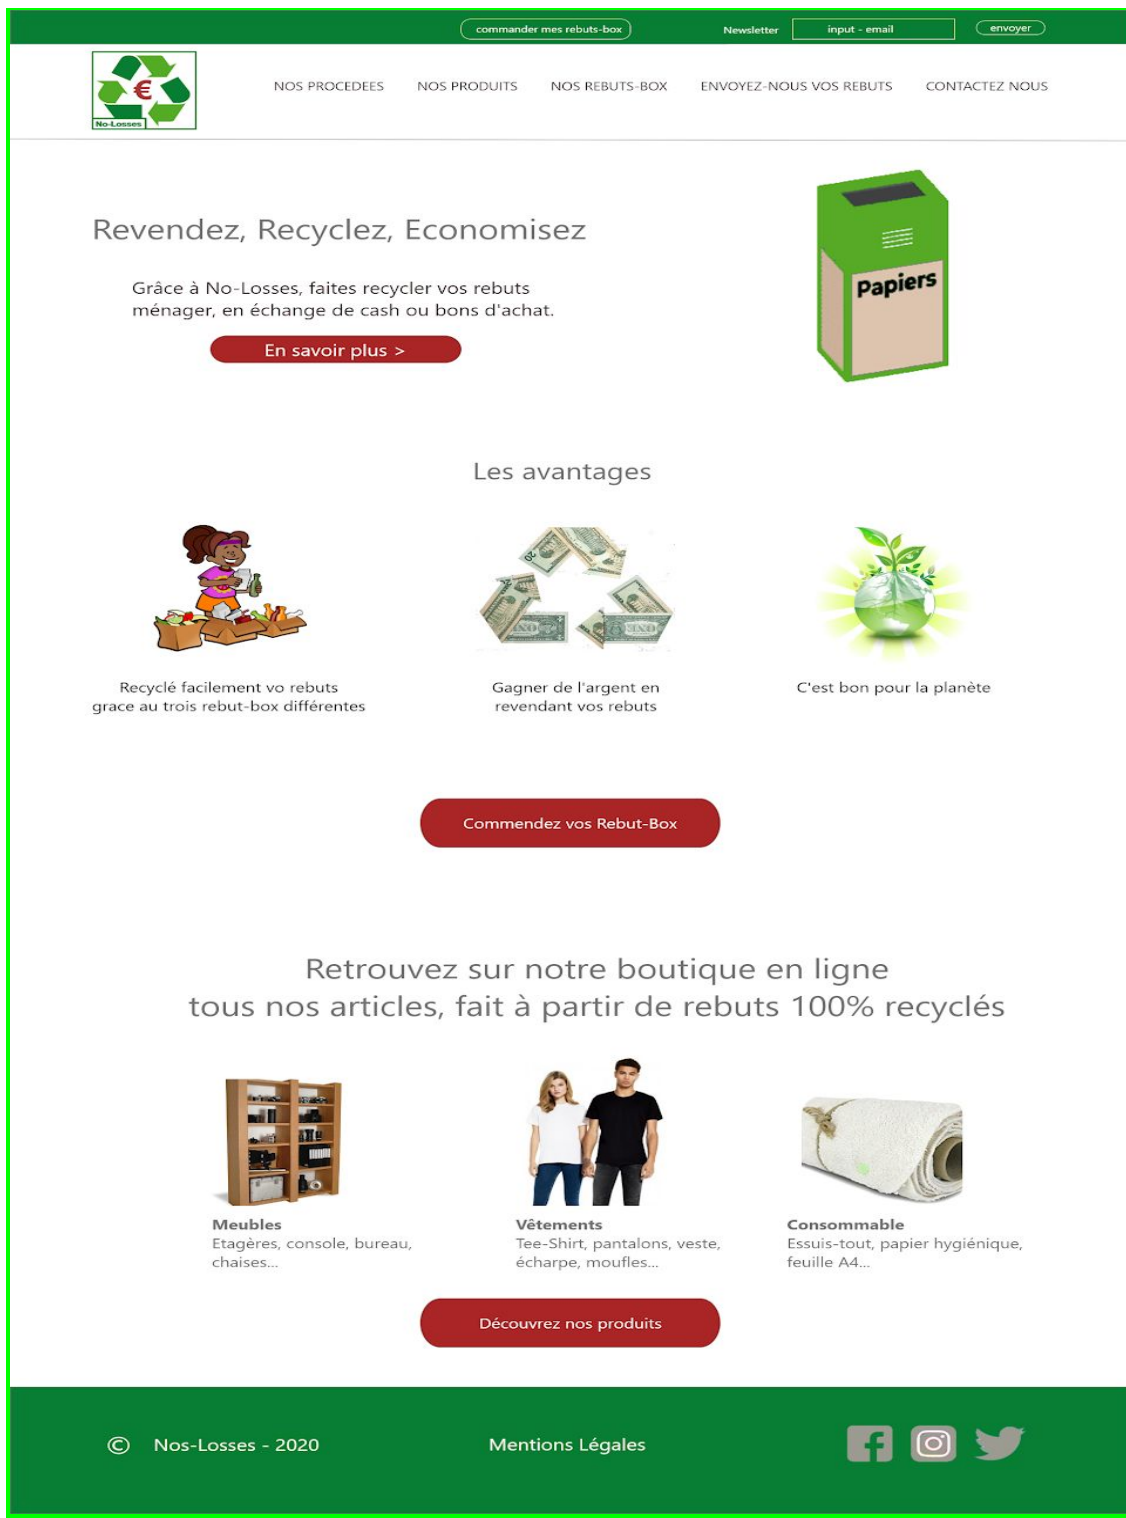 commander mes rebuts-box
Newsletter
input - email
envoyer
€
No-Losses
NOS PROCEDEES
NOS PRODUITS
NOS REBUTS-BOX
ENVOYEZ-NOUS VOS REBUTS
CONTACTEZ NOUS
Revendez, Recyclez, Economisez
Grâce à No-Losses, faites recycler vos rebuts
ménager, en échange de cash ou bons d'achat.
En savoir plus >
Papiers
Les avantages
Recyclé facilement vo rebuts
grace au trois rebut-box différentes
Gagner de l'argent en
revendant vos rebuts
C'est bon pour la planète
Commendez vos Rebut-Box
Retrouvez sur notre boutique en ligne
tous nos articles, fait à partir de rebuts 100% recyclés
Meubles
Etagères, console, bureau,
chaises...
Vêtements
Tee-Shirt, pantalons, veste,
écharpe, moufles...
Consommable
Essuis-tout, papier hygiénique,
feuille A4...
Découvrez nos produits
© Nos-Losses - 2020
Mentions Légales